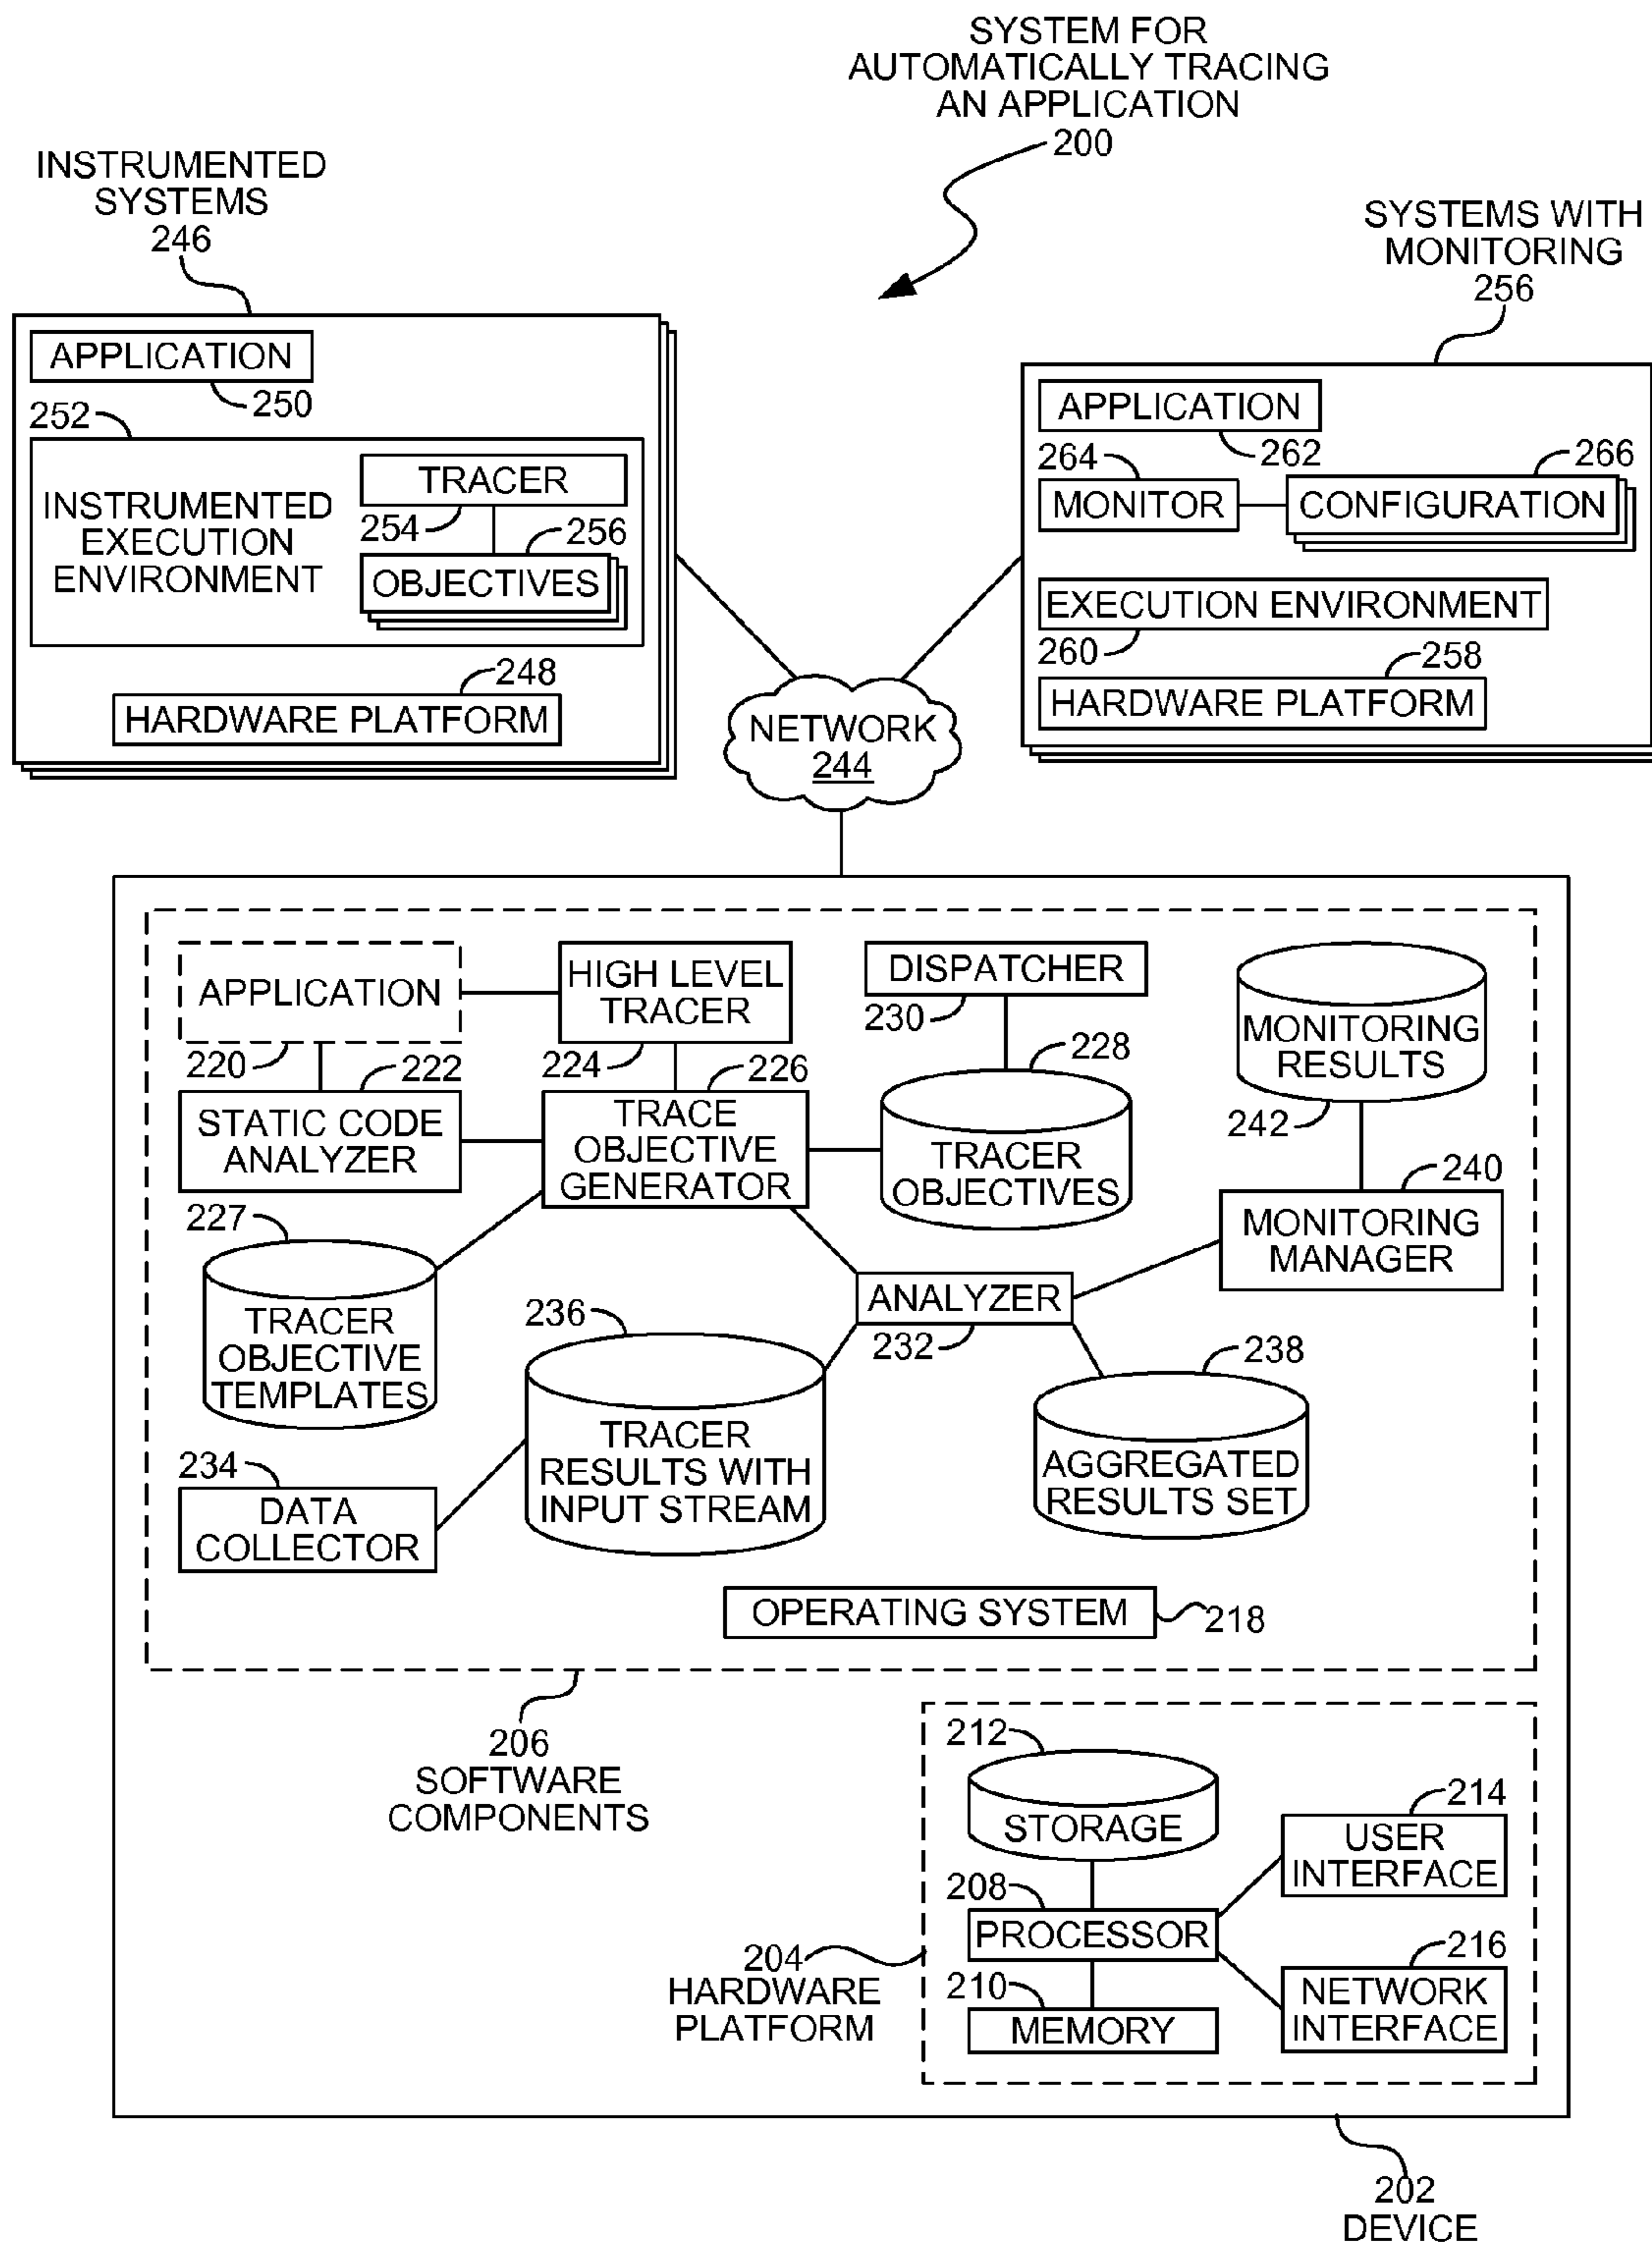 SYSTEM FOR
AUTOMATICALLY TRACING
AN APPLICATION
200
INSTRUMENTED
SYSTEMS
246
SYSTEMS WITH
MONITORING
256
APPLICATION
250
252
INSTRUMENTED
EXECUTION
ENVIRONMENT
TRACER
254
256
OBJECTIVES
248
HARDWARE PLATFORM
APPLICATION
262
264
266
MONITOR
CONFIGURATION
EXECUTION ENVIRONMENT
260
258
HARDWARE PLATFORM
NETWORK
244
APPLICATION
220
HIGH LEVEL
TRACER
224
DISPATCHER
230
MONITORING
RESULTS
242
222
STATIC CODE
ANALYZER
226
TRACE
OBJECTIVE
GENERATOR
228
TRACER
OBJECTIVES
240
MONITORING
MANAGER
227
TRACER
OBJECTIVE
TEMPLATES
ANALYZER
232
236
TRACER
RESULTS WITH
INPUT STREAM
238
AGGREGATED
RESULTS SET
234
DATA
COLLECTOR
OPERATING SYSTEM
218
206
SOFTWARE
COMPONENTS
212
STORAGE
214
USER
INTERFACE
208
PROCESSOR
204
HARDWARE
PLATFORM
210
MEMORY
216
NETWORK
INTERFACE
202
DEVICE